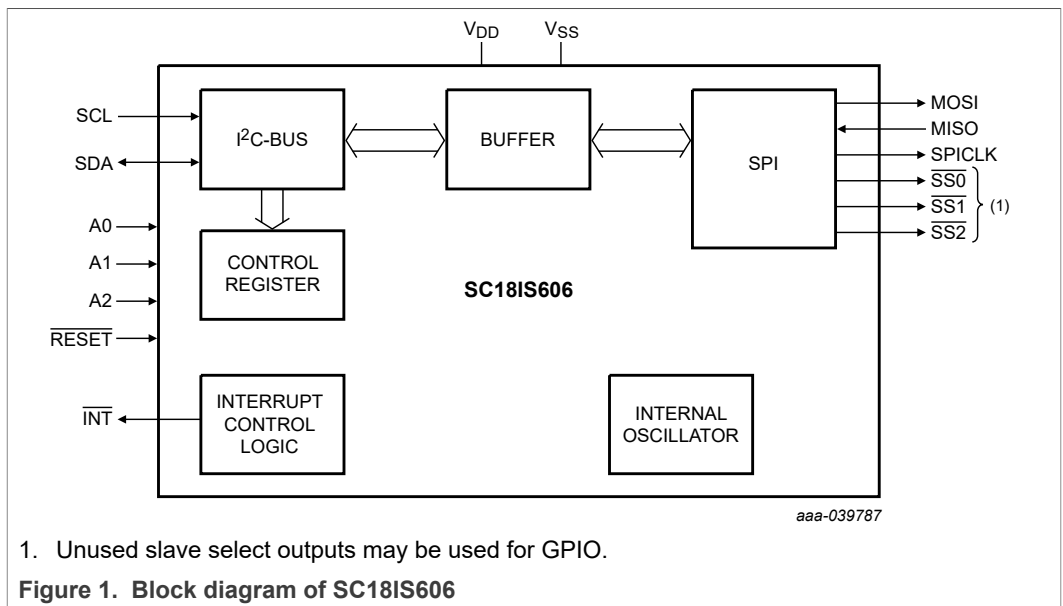 VDD
VSS
SCL
SDA
A0
A1
A2
RESET
INT
I2C-BUS
BUFFER
SPI
CONTROL
REGISTER
SC18IS606
INTERRUPT
CONTROL
LOGIC
INTERNAL
OSCILLATOR
MOSI
MISO
SPICLK
SS0
SS1
SS2
(1)
aaa-039787
1. Unused slave select outputs may be used for GPIO.
Figure 1. Block diagram of SC18IS606